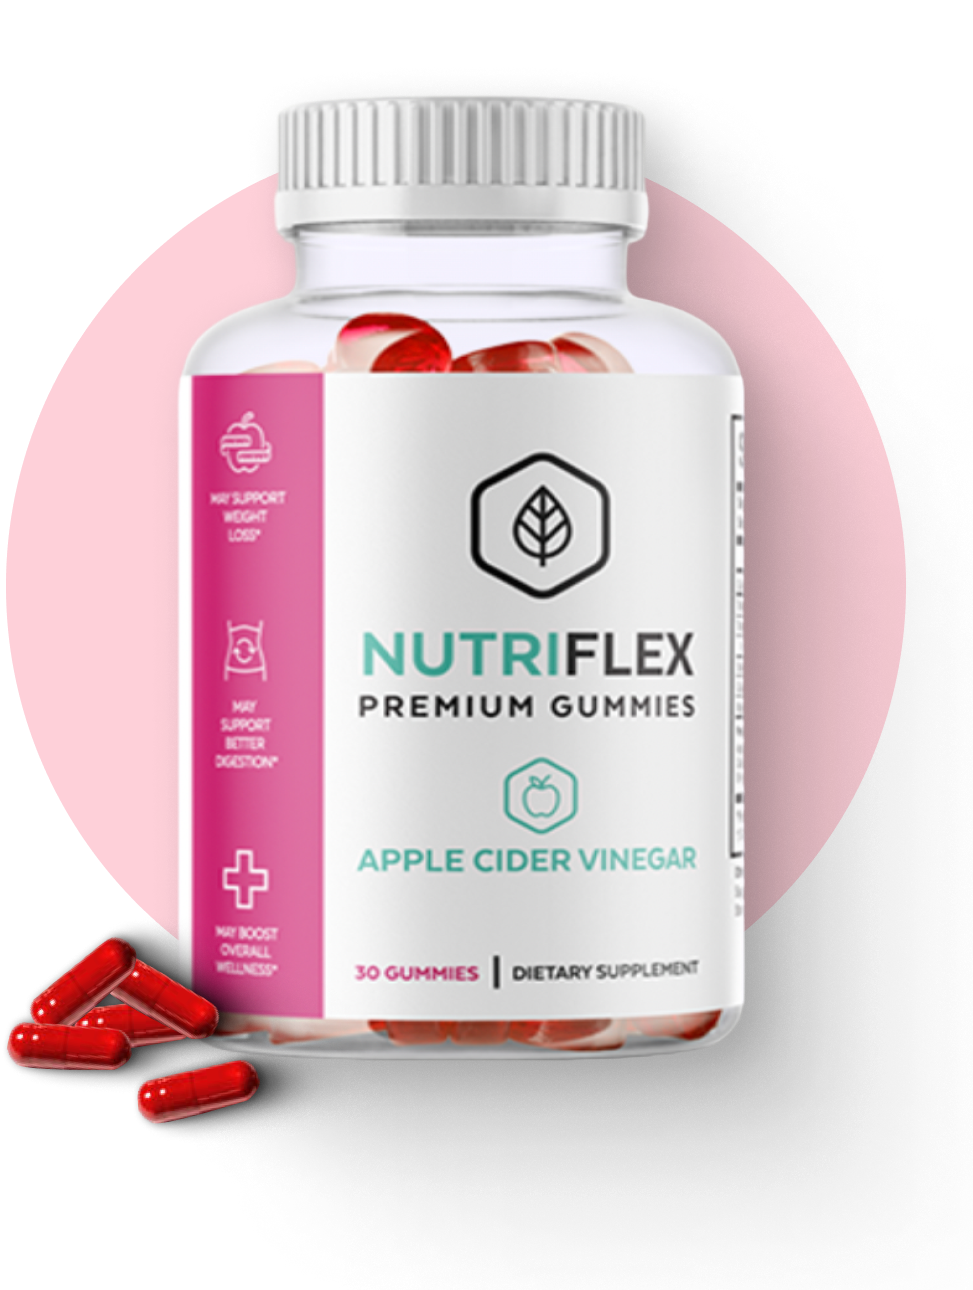 MAY SUPPORT
WEIGHT
LOSS*
MAY
SUPPORT
BETTER
DIGESTION*
MAY BOOST
OVERALL
WELLNESS*
NUTRIFLEX
PREMIUM GUMMIES
APPLE CIDER VINEGAR
30 GUMMIES | DIETARY SUPPLEMENT